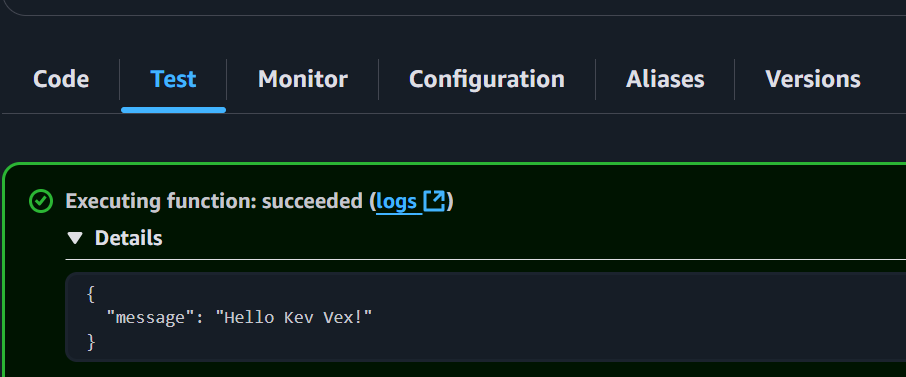 Code Test Monitor Configuration Aliases Versions
Executing function: succeeded (logs)
Details
{
"message": "Hello Kev Vex!"
}